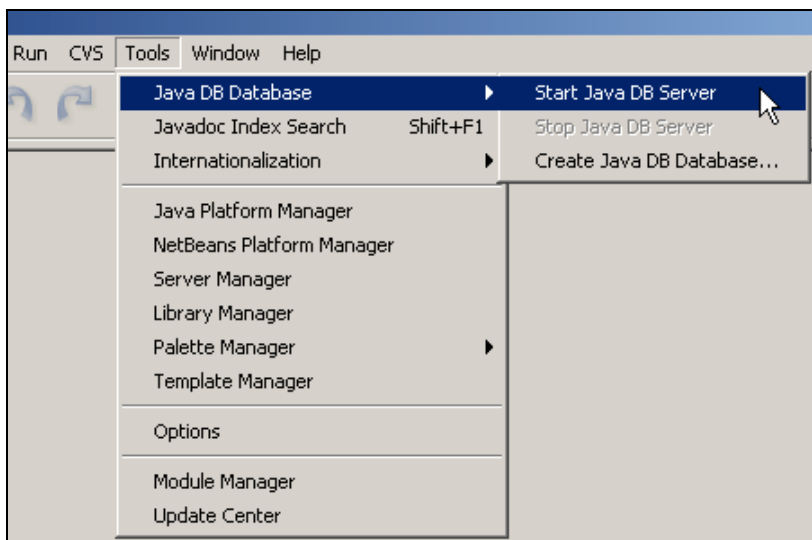 Run CVS Tools Window Help
Java DB Database
Start Java DB Server
Javadoc Index Search Shift+F1
Stop Java DB Server
Internationalization
Create Java DB Database...
Java Platform Manager
NetBeans Platform Manager
Server Manager
Library Manager
Palette Manager
Template Manager
Options
Module Manager
Update Center